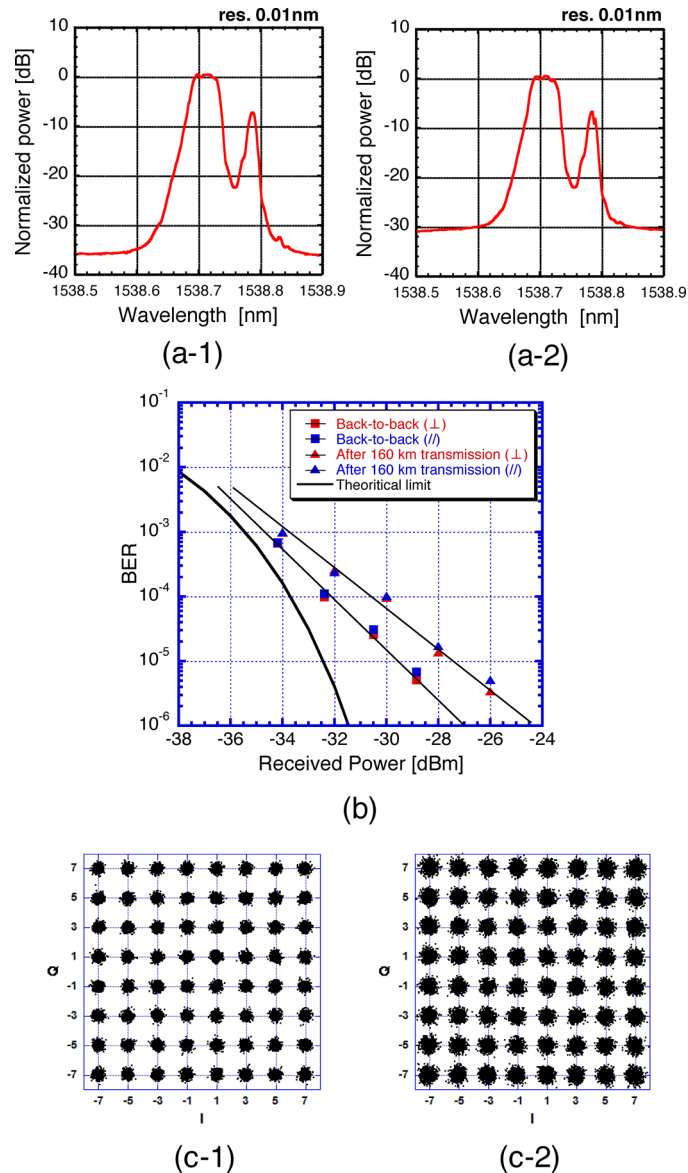 res. 0.01nm
Normalized power [dB]
10
0
-10
-20
-30
-40
1538.5 1538.6 1538.7 1538.8 1538.9
Wavelength [nm]
(a-1)
res. 0.01nm
Normalized power [dB]
10
0
-10
-20
-30
-40
1538.5 1538.6 1538.7 1538.8 1538.9
Wavelength [nm]
(a-2)
BER
10-1
10-2
10-3
10-4
10-5
10-6
Back-to-back (⊥)
Back-to-back (//)
After 160 km transmission (⊥)
After 160 km transmission (//)
Theoritical limit
-38 -36 -34 -32 -30 -28 -26 -24
Received Power [dBm]
(b)
Q
7
5
3
1
-1
-3
-5
-7
-7 -5 -3 -1 1 3 5 7
I
(c-1)
Q
7
5
3
1
-1
-3
-5
-7
-7 -5 -3 -1 1 3 5 7
I
(c-2)